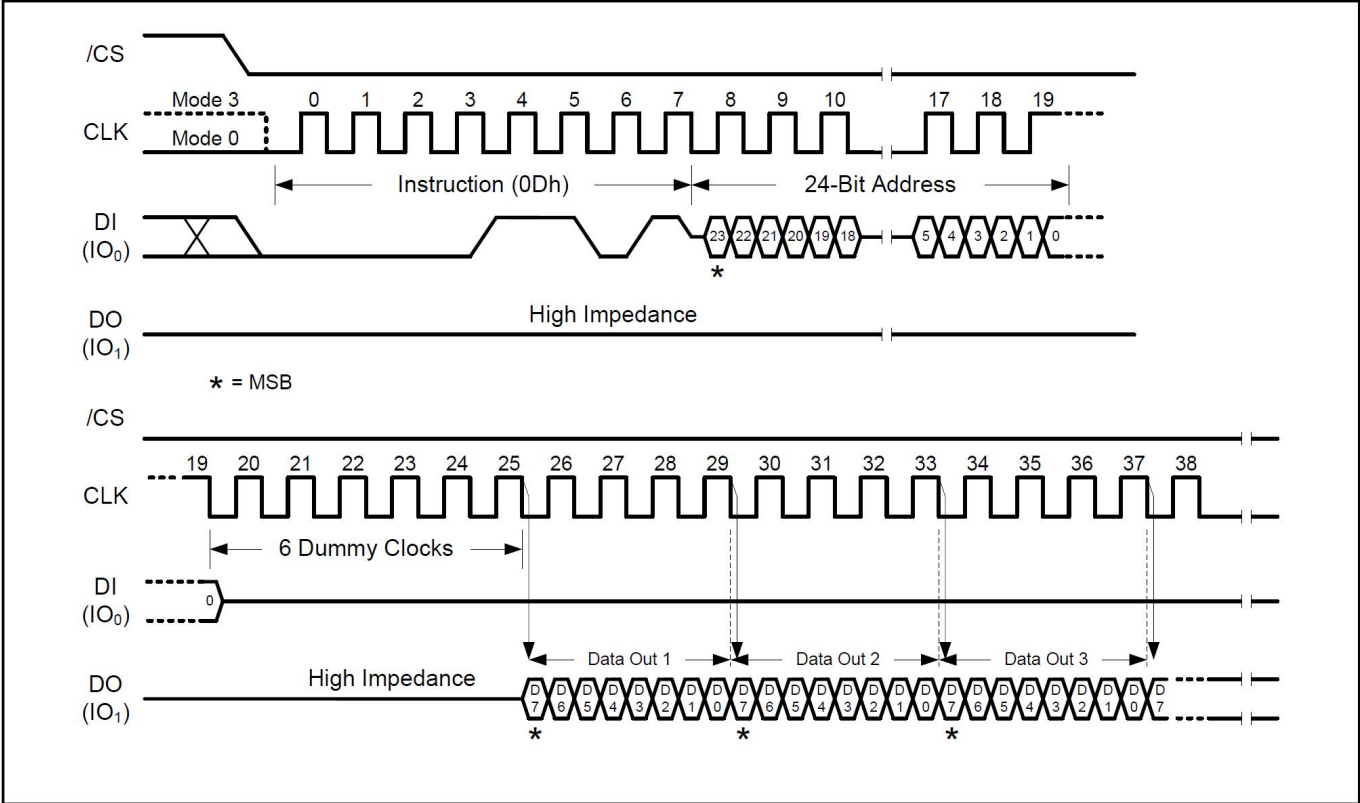 /CS
Mode 3
0 1 2 3 4 5 6 7 8 9 10 17 18 19
CLK
Mode 0
Instruction (0Dh)
24-Bit Address
DI
(IO0)
23 22 21 20 19 18 5 4 3 2 1 0
*
High Impedance
DO
(IO1)
* = MSB
/CS
19 20 21 22 23 24 25 26 27 28 29 30 31 32 33 34 35 36 37 38
CLK
6 Dummy Clocks
DI
(IO0)
0
Data Out 1
Data Out 2
Data Out 3
High Impedance
DO
(IO1)
D7 D6 D5 D4 D3 D2 D1 D0 D7 D6 D5 D4 D3 D2 D1 D0 D7 D6 D5 D4 D3 D2 D1 D0 D7
* * *